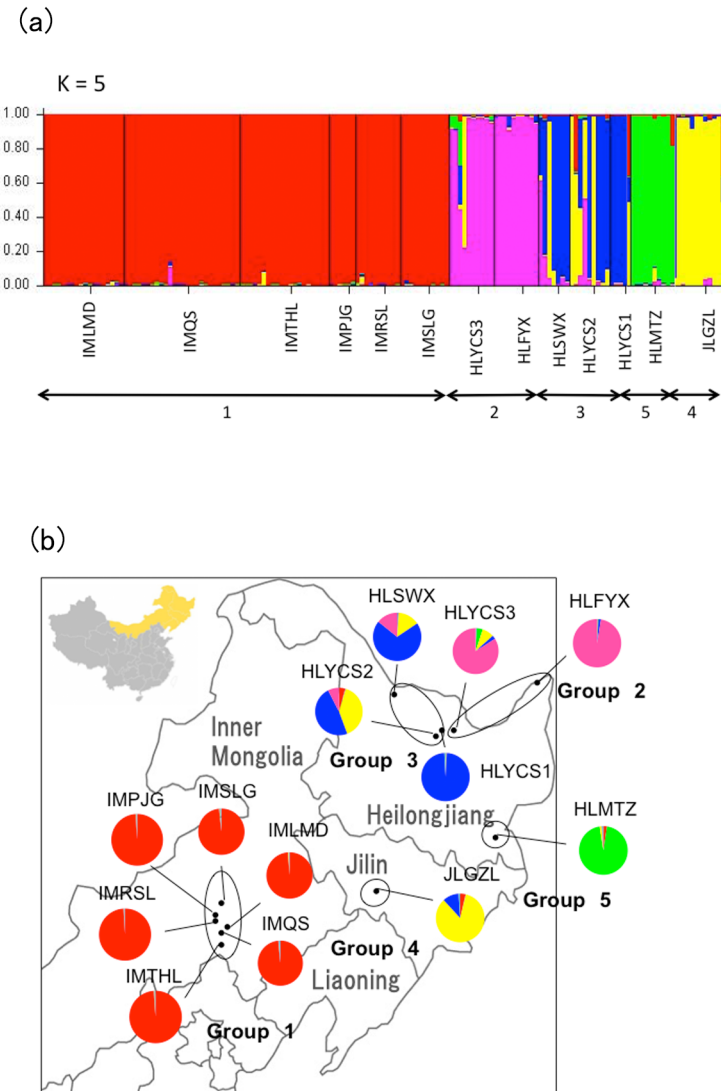 (a)
K = 5
1.00
0.80
0.60
0.40
0.20
0.00
IMLMD
IMQS
IMTHL
IMPJG
IMRSL
IMSLG
HLYCS3
HLFYX
HLSWX
HLYCS2
HLYCS1
HLMTZ
JLGZL
1
2
3
5
4
(b)
HLSWX
HLYCS3
HLFYX
HLYCS2
Group 2
Inner
Mongolia
Group 3
HLYCS1
IMPJG
IMSLG
Heilongjiang
HLMTZ
IMLMD
Jilin
JLGZL
IMRSL
Group 5
IMQS
Group 4
IMTHL
Liaoning
Group 1